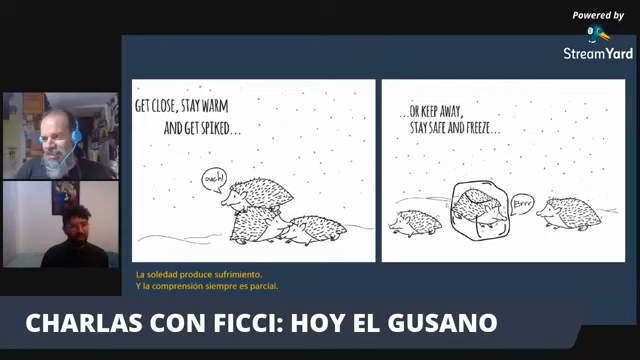 Powered by
StreamYard
GET CLOSE, STAY WARM
AND GET SPIKED...
ouch!
...OR KEEP AWAY,
STAY SAFE AND FREEZE...
Brrr
La soledad produce sufrimiento.
Y la comprensión siempre es parcial.
CHARLAS CON FICCI: HOY EL GUSANO